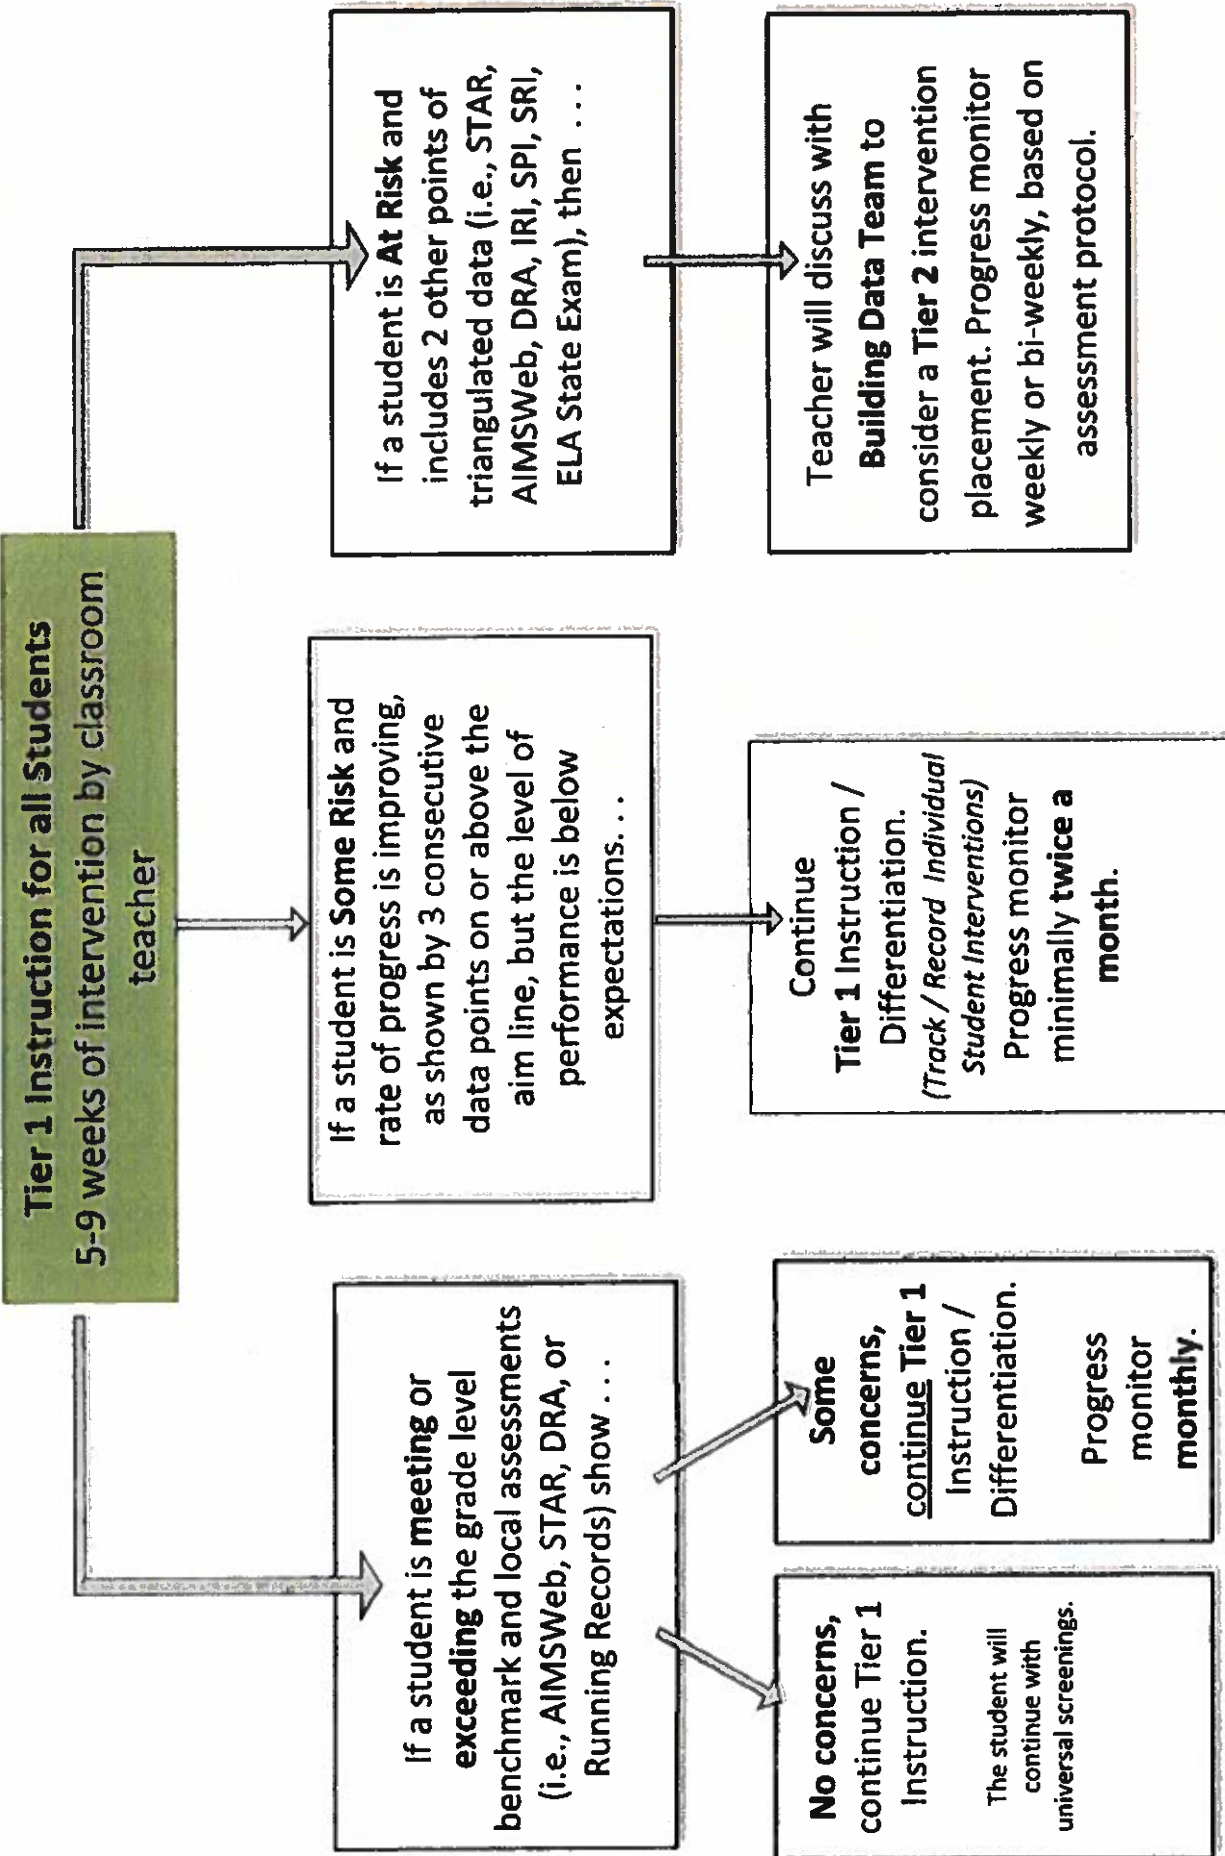 Tier 1 Instruction for all Students
5-9 weeks of intervention by classroom
teacher
If a student is meeting or
exceeding the grade level
benchmark and local assessments
(i.e., AIMSWeb, STAR, DRA, or
Running Records) show . . .
No concerns,
continue Tier 1
Instruction.
The student will
continue with
universal screenings.
Some
concerns,
continue Tier 1
Instruction /
Differentiation.
Progress
monitor
monthly.
If a student is Some Risk and
rate of progress is improving,
as shown by 3 consecutive
data points on or above the
aim line, but the level of
performance is below
expectations. . .
Continue
Tier 1 Instruction /
Differentiation.
(Track / Record Individual
Student Interventions)
Progress monitor
minimally twice a
month.
If a student is At Risk and
includes 2 other points of
triangulated data (i.e., STAR,
AIMSWeb, DRA, IRI, SPI, SRI,
ELA State Exam), then . . .
Teacher will discuss with
Building Data Team to
consider a Tier 2 intervention
placement. Progress monitor
weekly or bi-weekly, based on
assessment protocol.